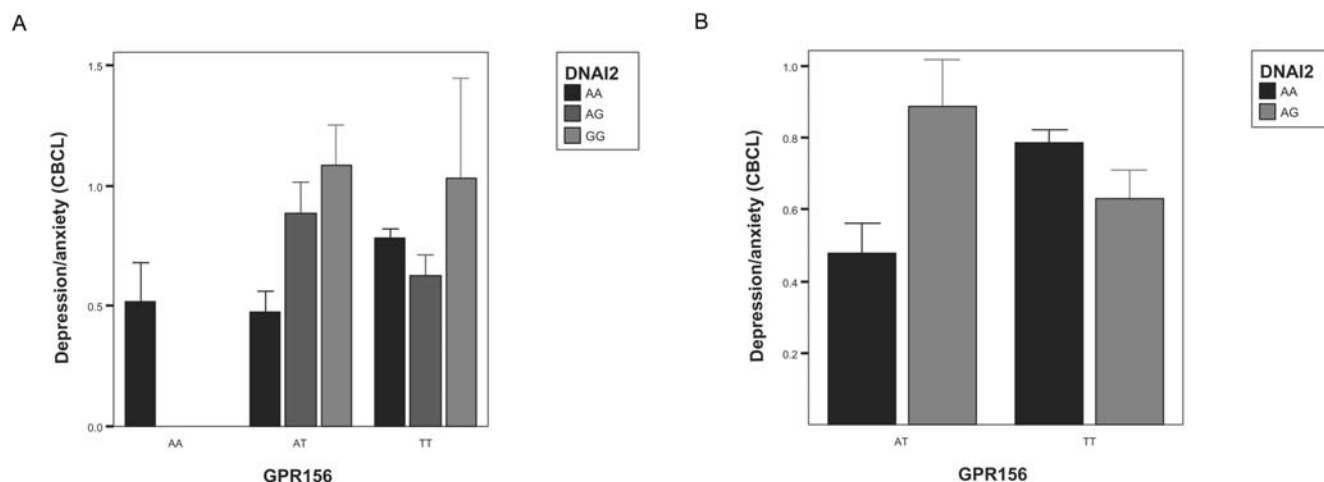 A
Depression/anxiety (CBCL)
1.5
1.0
0.5
0.0
AA
AT
TT
GPR156
DNAI2
AA
AG
GG
B
Depression/anxiety (CBCL)
1.0
0.8
0.6
0.4
0.2
AT
TT
GPR156
DNAI2
AA
AG